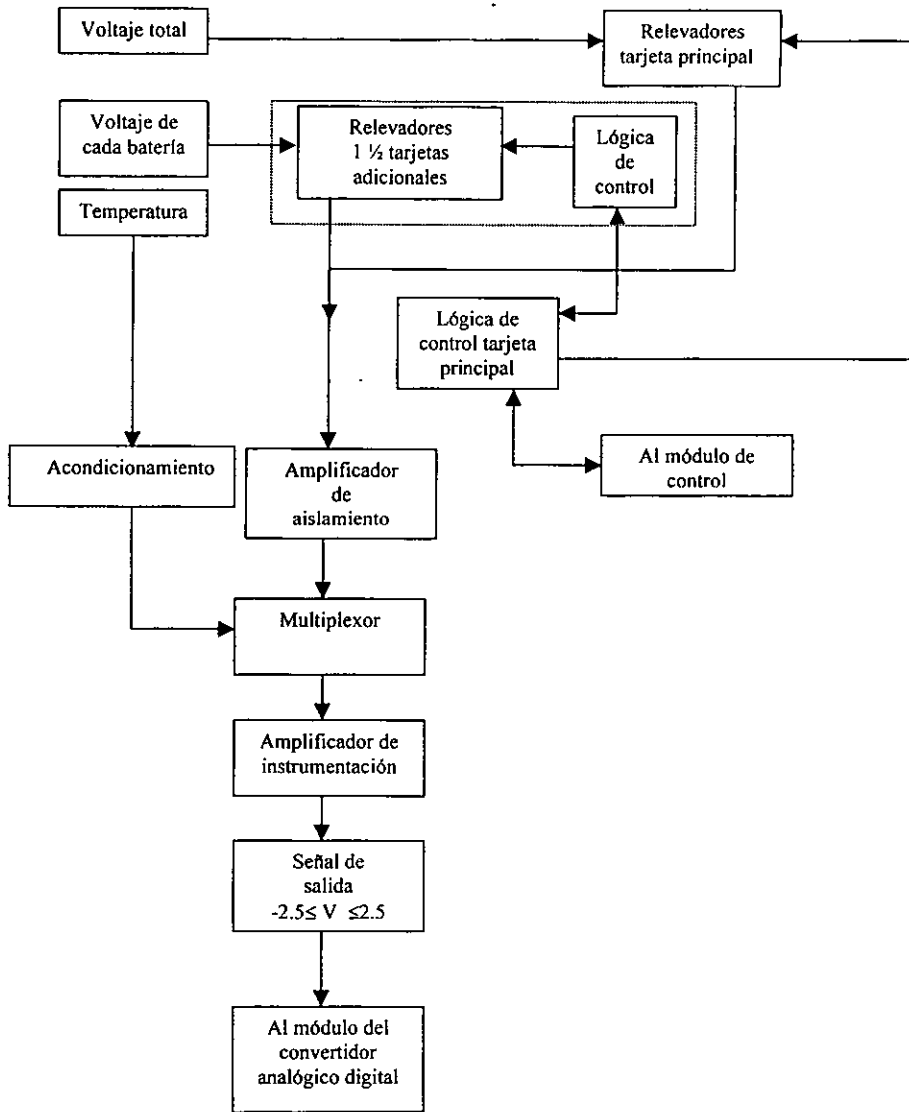 Voltaje total
Relevadores
tarjeta principal
Voltaje de
cada batería
Relevadores
1 ½ tarjetas
adicionales
Lógica
de
control
Temperatura
Lógica de
control tarjeta
principal
Acondicionamiento
Amplificador
de
aislamiento
Al módulo de
control
Multiplexor
Amplificador de
instrumentación
Señal de
salida
-2.5≤ V ≤2.5
Al módulo del
convertidor
analógico digital